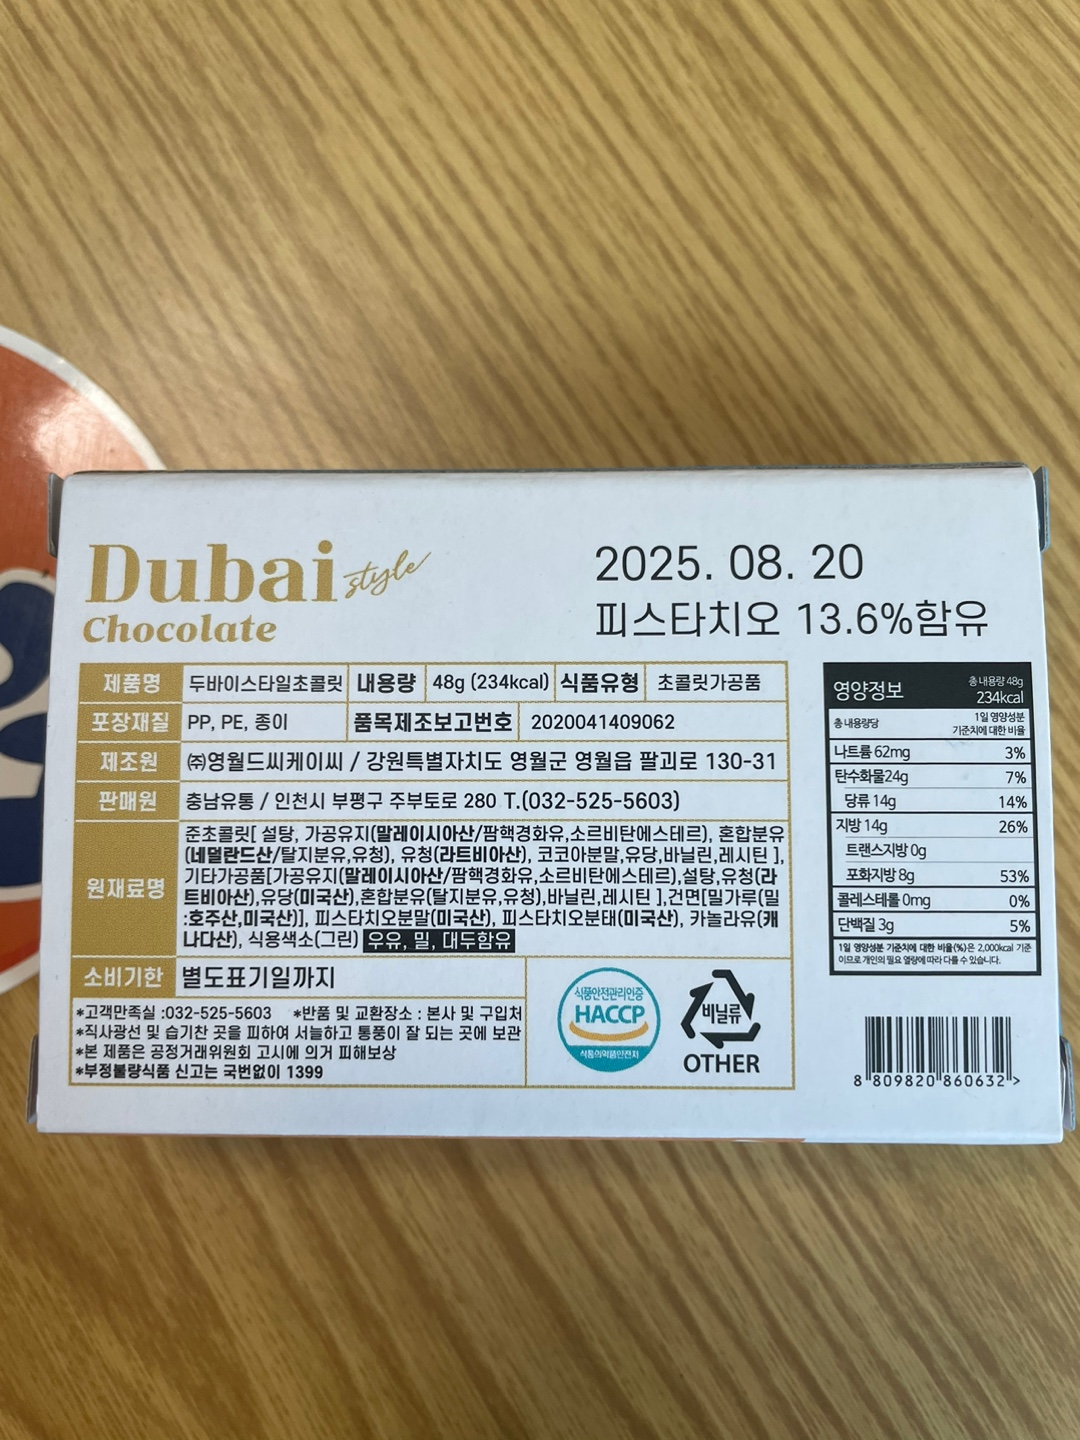 Dubai style
Chocolate
2025. 08. 20
피스타치오 13.6%함유
제품명 두바이스타일초콜릿 내용량 48g (234kcal) 식품유형 초콜릿가공품
포장재질 PP, PE, 종이 품목제조보고번호 2020041409062
제조원 ㈜영월드씨케이씨 / 강원특별자치도 영월군 영월읍 팔괴로 130-31
판매원 충남유통 / 인천시 부평구 주부토로 280 T.(032-525-5603)
원재료명
준초콜릿[ 설탕, 가공유지(말레이시아산/팜핵경화유,소르비탄에스테르), 혼합분유
(네덜란드산/탈지분유,유청), 유청(라트비아산), 코코아분말,유당,바닐린,레시틴 ],
기타가공품[가공유지(말레이시아산/팜핵경화유,소르비탄에스테르),설탕,유청(라
트비아산),유당(미국산),혼합분유(탈지분유,유청),바닐린,레시틴 ],건면[밀가루(밀
:호주산,미국산)], 피스타치오분말(미국산), 피스타치오분태(미국산), 카놀라유(캐
나다산), 식용색소(그린) 우유, 밀, 대두함유
소비기한 별도표기일까지
*고객만족실 :032-525-5603 *반품 및 교환장소 : 본사 및 구입처
*직사광선 및 습기찬 곳을 피하여 서늘하고 통풍이 잘 되는 곳에 보관
*본 제품은 공정거래위원회 고시에 의거 피해보상
*부정불량식품 신고는 국번없이 1399
식품안전관리인증
HACCP
식품의약품안전처
비닐류
OTHER
영양정보 총 내용량 48g
234kcal
총 내용량당 1일 영양성분
기준치에 대한 비율
나트륨 62mg 3%
탄수화물24g 7%
당류 14g 14%
지방 14g 26%
트랜스지방 0g
포화지방 8g 53%
콜레스테롤 0mg 0%
단백질 3g 5%
1일 영양성분 기준치에 대한 비율(%)은 2,000kcal 기준
이므로 개인의 필요 열량에 따라 다를 수 있습니다.
8 809820 860632 >